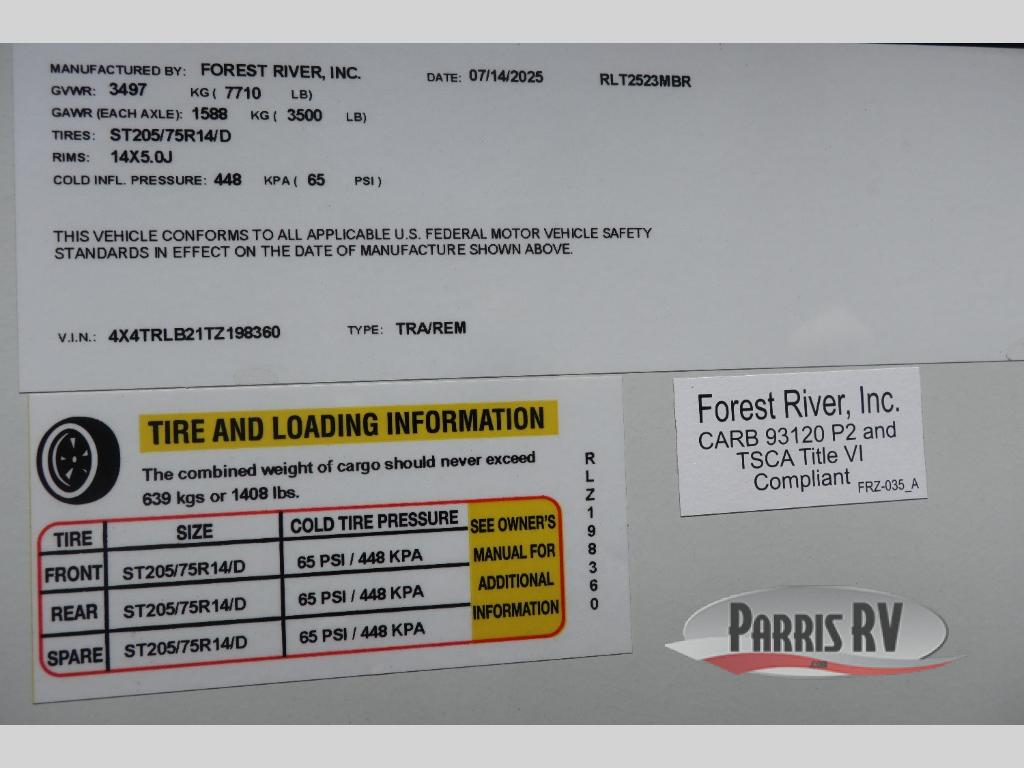 MANUFACTURED BY: FOREST RIVER, INC. DATE: 07/14/2025 RLT2523MBR
GVWR: 3497 KG ( 7710 LB)
GAWR (EACH AXLE): 1588 KG ( 3500 LB)
TIRES: ST205/75R14/D
RIMS: 14X5.0J
COLD INFL. PRESSURE: 448 KPA ( 65 PSI )
THIS VEHICLE CONFORMS TO ALL APPLICABLE U.S. FEDERAL MOTOR VEHICLE SAFETY
STANDARDS IN EFFECT ON THE DATE OF MANUFACTURE SHOWN ABOVE.
V.I.N.: 4X4TRLB21TZ198360 TYPE: TRA/REM
TIRE AND LOADING INFORMATION
The combined weight of cargo should never exceed
639 kgs or 1408 lbs.
TIRE SIZE COLD TIRE PRESSURE
FRONT ST205/75R14/D 65 PSI / 448 KPA
REAR ST205/75R14/D 65 PSI / 448 KPA
SPARE ST205/75R14/D 65 PSI / 448 KPA
SEE OWNER'S
MANUAL FOR
ADDITIONAL
INFORMATION
RLZ198360
Forest River, Inc.
CARB 93120 P2 and
TSCA Title VI
Compliant FRZ-035_A
PARRIS RV
.com